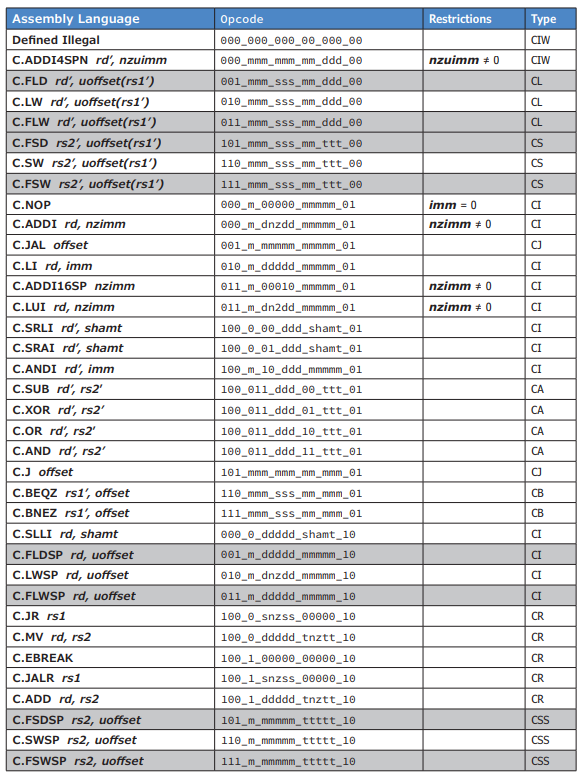 Assembly Language Opcode Restrictions Type
Defined Illegal 000_000_000_00_000_00 CIW
C.ADDI4SPN rd′, nzuimm 000_mmm_mmm_mm_ddd_00 nzuimm ≠ 0 CIW
C.FLD rd′, uoffset(rs1′) 001_mmm_sss_mm_ddd_00 CL
C.LW rd′, uoffset(rs1′) 010_mmm_sss_mm_ddd_00 CL
C.FLW rd′, uoffset(rs1′) 011_mmm_sss_mm_ddd_00 CL
C.FSD rs2′, uoffset(rs1′) 101_mmm_sss_mm_ttt_00 CS
C.SW rs2′, uoffset(rs1′) 110_mmm_sss_mm_ttt_00 CS
C.FSW rs2′, uoffset(rs1′) 111_mmm_sss_mm_ttt_00 CS
C.NOP 000_m_00000_mmmmm_01 imm = 0 CI
C.ADDI rd, nzimm 000_m_dnzdd_mmmmm_01 nzimm ≠ 0 CI
C.JAL offset 001_m_mmmmm_mmmmm_01 CJ
C.LI rd, imm 010_m_ddddd_mmmmm_01 CI
C.ADDI16SP nzimm 011_m_00010_mmmmm_01 nzimm ≠ 0 CI
C.LUI rd, nzimm 011_m_dn2dd_mmmmm_01 nzimm ≠ 0 CI
C.SRLI rd′, shamt 100_0_00_ddd_shamt_01 CI
C.SRAI rd′, shamt 100_0_01_ddd_shamt_01 CI
C.ANDI rd′, imm 100_m_10_ddd_mmmmm_01 CI
C.SUB rd′, rs2′ 100_011_ddd_00_ttt_01 CA
C.XOR rd′, rs2′ 100_011_ddd_01_ttt_01 CA
C.OR rd′, rs2′ 100_011_ddd_10_ttt_01 CA
C.AND rd′, rs2′ 100_011_ddd_11_ttt_01 CA
C.J offset 101_mmm_mmm_mm_mmm_01 CJ
C.BEQZ rs1′, offset 110_mmm_sss_mm_mmm_01 CB
C.BNEZ rs1′, offset 111_mmm_sss_mm_mmm_01 CB
C.SLLI rd, shamt 000_0_ddddd_shamt_10 CI
C.FLDSP rd, uoffset 001_m_ddddd_mmmmm_10 CI
C.LWSP rd, uoffset 010_m_dnzdd_mmmmm_10 CI
C.FLWSP rd, uoffset 011_m_ddddd_mmmmm_10 CI
C.JR rs1 100_0_snzss_00000_10 CR
C.MV rd, rs2 100_0_ddddd_tnztt_10 CR
C.EBREAK 100_1_00000_00000_10 CR
C.JALR rs1 100_1_snzss_00000_10 CR
C.ADD rd, rs2 100_1_ddddd_tnztt_10 CR
C.FSDSP rs2, uoffset 101_m_mmmmm_ttttt_10 CSS
C.SWSP rs2, uoffset 110_m_mmmmm_ttttt_10 CSS
C.FSWSP rs2, uoffset 111_m_mmmmm_ttttt_10 CSS